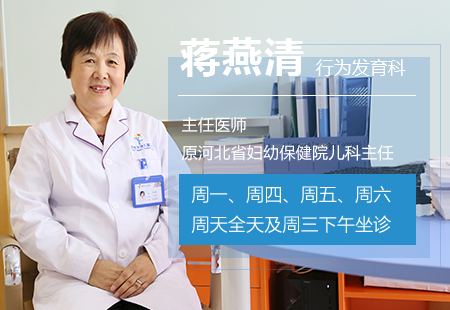 蒋燕清 行为发育科
主任医师
原河北省妇幼保健院儿科主任
周一、周四、周五、周六
周天全天及周三下午坐诊